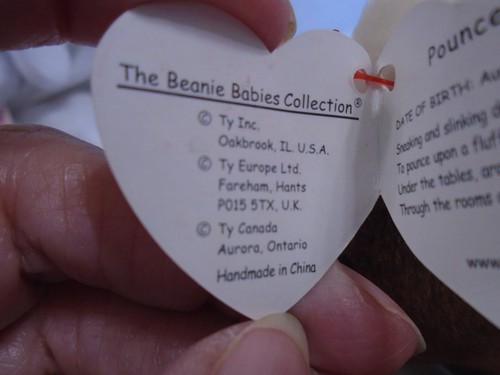 The Beanie Babies Collection®
© Ty Inc.
Oakbrook, IL. U.S.A.
© Ty Europe Ltd.
Fareham, Hants
PO15 5TX, U.K.
© Ty Canada
Aurora, Ontario
Handmade in China
Pounce
DATE OF BIRTH:
Sneaking and slinking
To pounce upon a
Under the tables,
Through the rooms